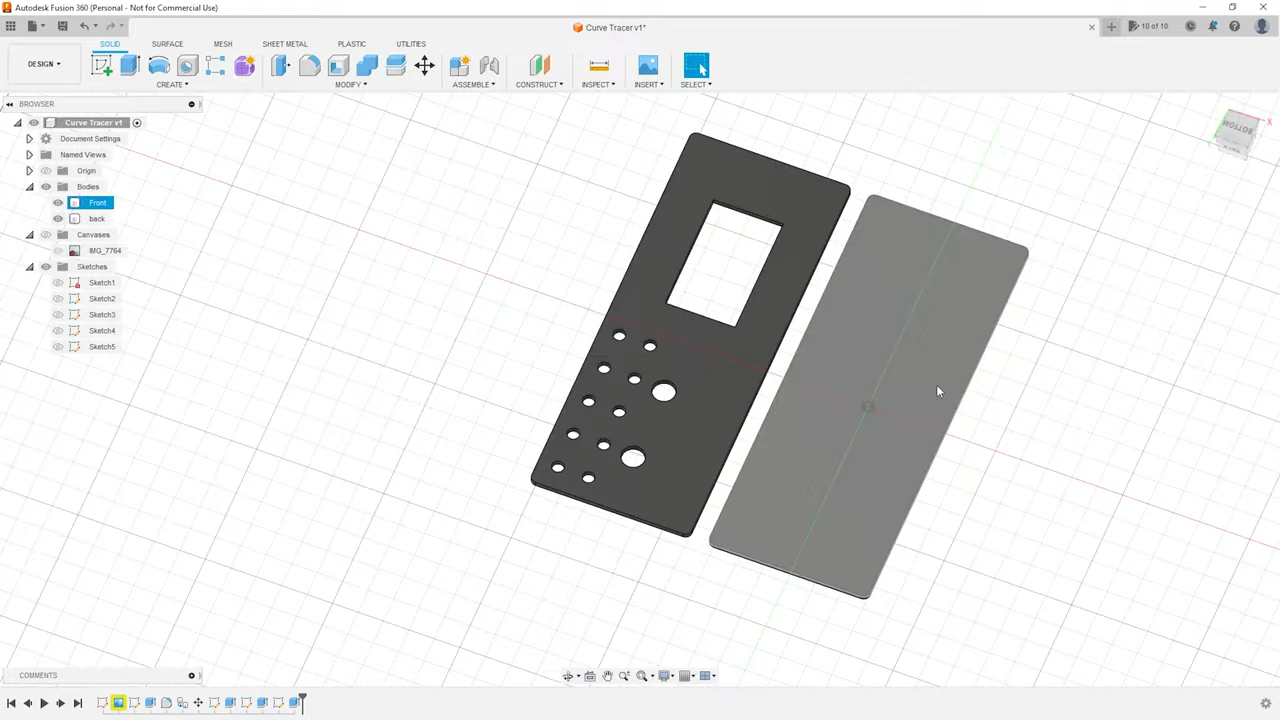 Autodesk Fusion 360 (Personal - Not for Commercial Use)
Curve Tracer v1*
10 of 10
DESIGN
SOLID
SURFACE
MESH
SHEET METAL
PLASTIC
UTILITIES
CREATE
MODIFY
ASSEMBLE
CONSTRUCT
INSPECT
INSERT
SELECT
BROWSER
Curve Tracer v1
Document Settings
Named Views
Origin
Bodies
Front
back
Canvases
IMG_7764
Sketches
Sketch1
Sketch2
Sketch3
Sketch4
Sketch5
BOTTOM
X
COMMENTS